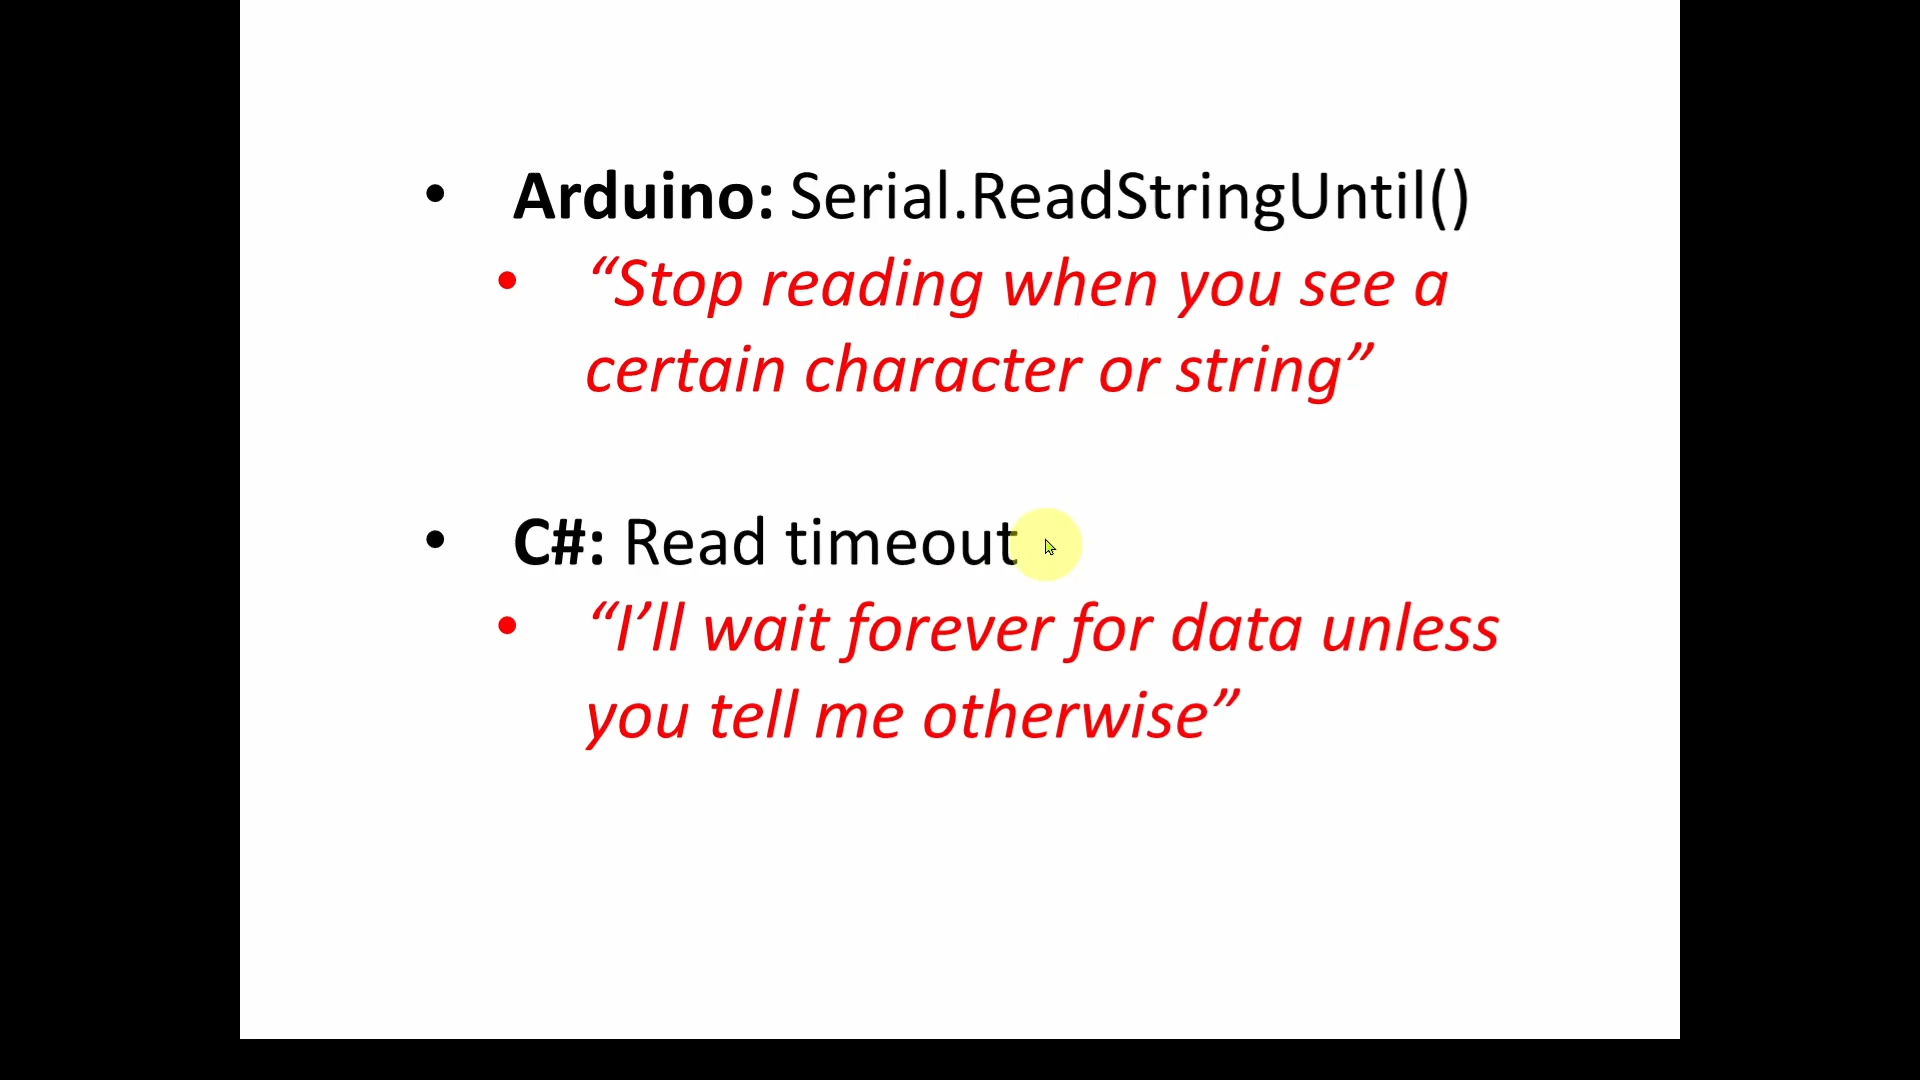 • Arduino: Serial.ReadStringUntil()
• “Stop reading when you see a
certain character or string”
• C#: Read timeout
• “I’ll wait forever for data unless
you tell me otherwise”